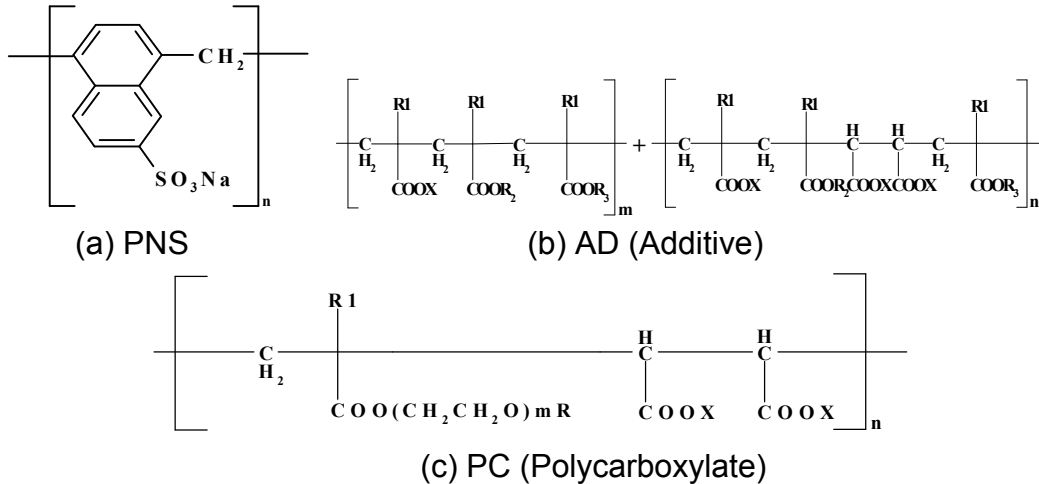 CH2
SO3Na
n
(a) PNS
R1 R1 R1
C C C
H2 H2 H2
COOX COOR2 COOR3
m
+
R1 R1 H H R1
C C C C C
H2 H2 H2
COOX COOR2 COOX COOX COOR3
n
(b) AD (Additive)
R1 H H
C C C
H2
COO(CH2CH2O)mR COOX COOX
n
(c) PC (Polycarboxylate)